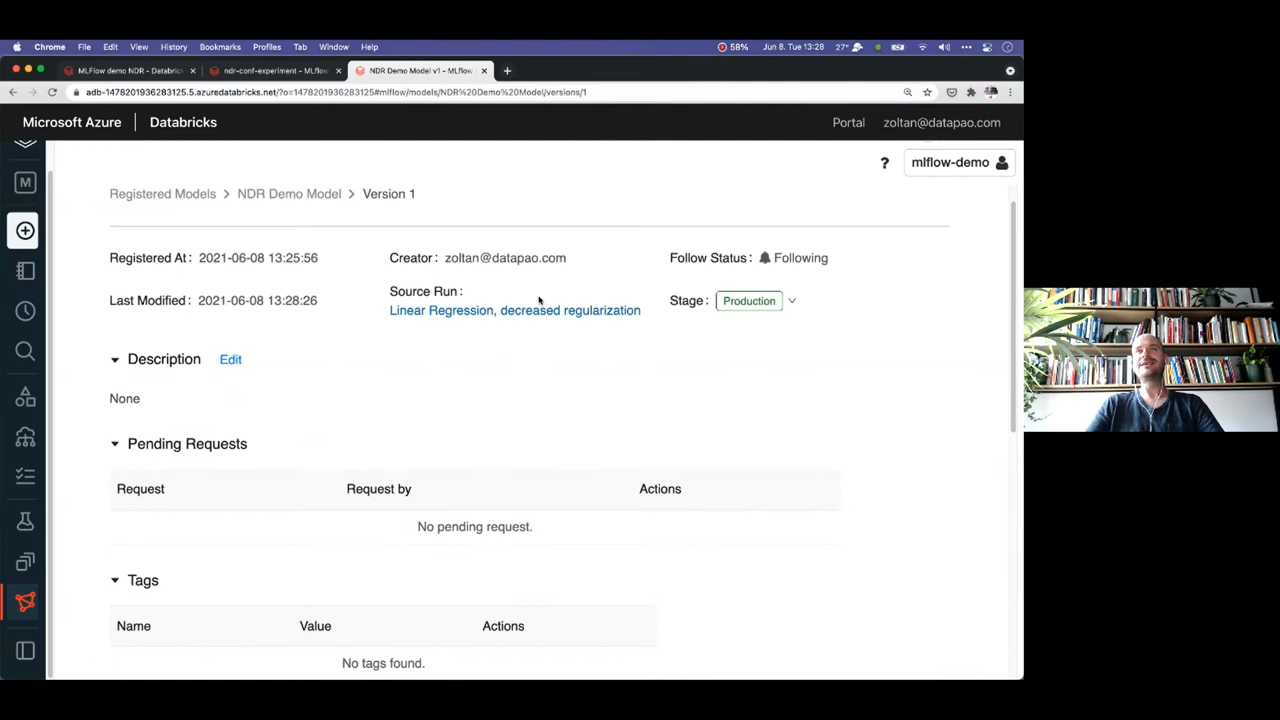 Chrome File Edit View History Bookmarks Profiles Tab Window Help 58% Jun 8. Tue 13:28 27°
MLFlow demo NDR - Databric ndr-conf-experiment - MLflow NDR Demo Model v1 - MLflow
adb-1478201936283125.5.azuredatabricks.net/?o=1478201936283125#mlflow/models/NDR%20Demo%20Model/versions/1
Microsoft Azure Databricks Portal zoltan@datapao.com
? mlflow-demo
M
Registered Models > NDR Demo Model > Version 1
Registered At: 2021-06-08 13:25:56 Creator: zoltan@datapao.com Follow Status: Following
Last Modified: 2021-06-08 13:28:26 Source Run: Stage: Production
Linear Regression, decreased regularization
Description Edit
None
Pending Requests
Request Request by Actions
No pending request.
Tags
Name Value Actions
No tags found.